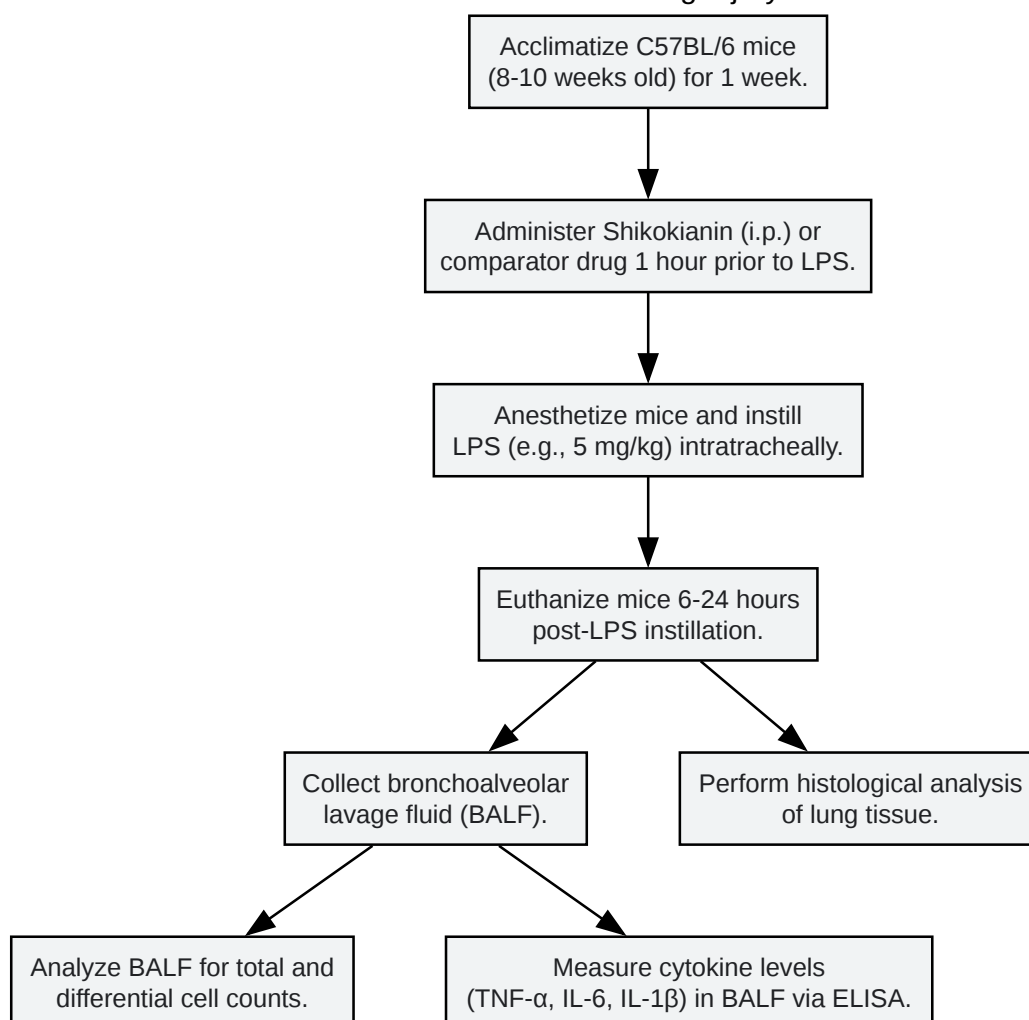 Acclimatize C57BL/6 mice
(8-10 weeks old) for 1 week.
Administer Shikokianin (i.p.) or
comparator drug 1 hour prior to LPS.
Anesthetize mice and instill
LPS (e.g., 5 mg/kg) intratracheally.
Euthanize mice 6-24 hours
post-LPS instillation.
Collect bronchoalveolar
lavage fluid (BALF).
Perform histological analysis
of lung tissue.
Analyze BALF for total and
differential cell counts.
Measure cytokine levels
(TNF-α, IL-6, IL-1β) in BALF via ELISA.